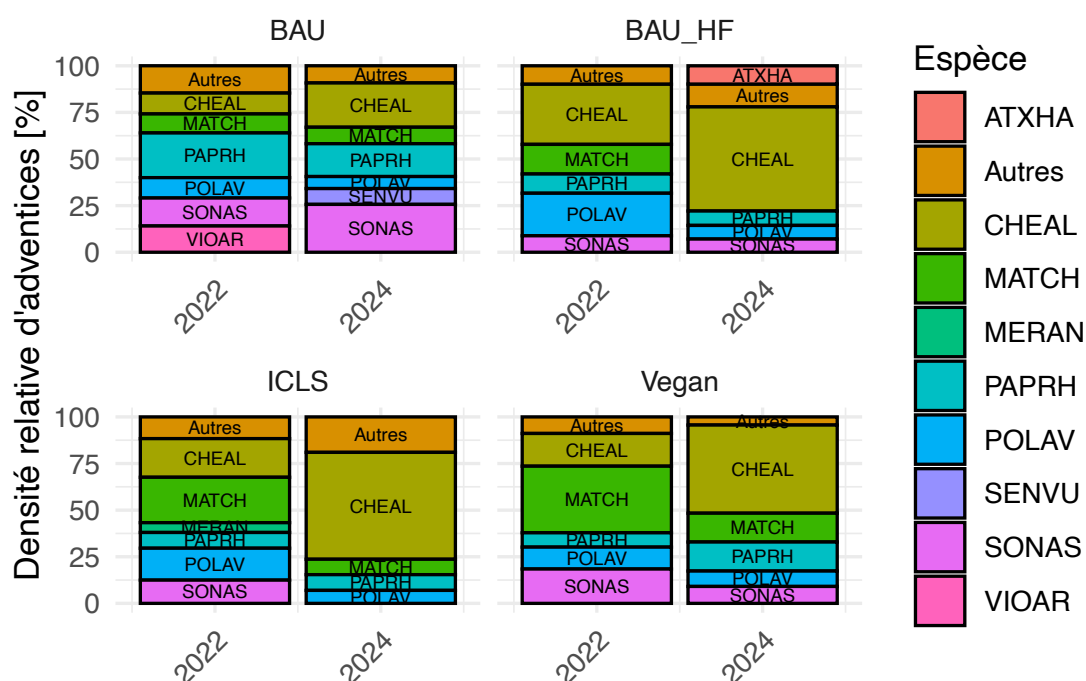 BAU
BAU_HF
Densité relative d'adventices [%]
100
75
50
25
0
Autres
CHEAL
MATCH
PAPRH
POLAV
SONAS
VIOAR
2022
Autres
CHEAL
MATCH
PAPRH
POLAV
SENVU
SONAS
2024
Autres
CHEAL
MATCH
PAPRH
POLAV
SONAS
2022
ATXHA
Autres
CHEAL
PAPRH
POLAV
SONAS
2024
ICLS
Vegan
100
75
50
25
0
Autres
CHEAL
MATCH
MERAN
PAPRH
POLAV
SONAS
2022
Autres
CHEAL
MATCH
PAPRH
POLAV
2024
Autres
CHEAL
MATCH
PAPRH
POLAV
SONAS
2022
Autres
CHEAL
MATCH
PAPRH
POLAV
SONAS
2024
Espèce
ATXHA
Autres
CHEAL
MATCH
MERAN
PAPRH
POLAV
SENVU
SONAS
VIOAR